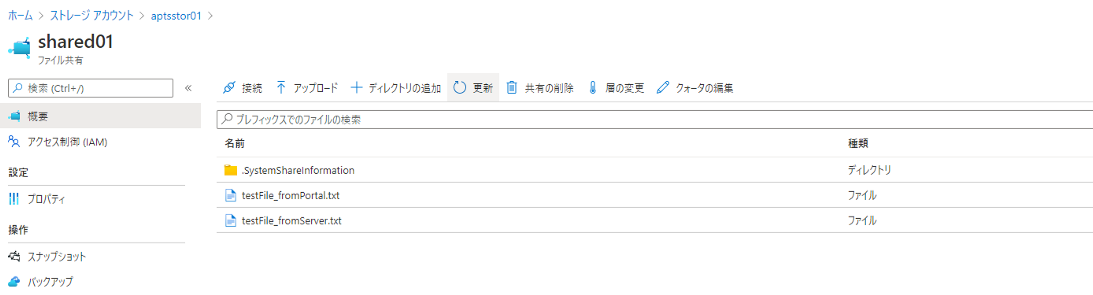 ホーム > ストレージ アカウント > aptsstor01 >
shared01
ファイル共有
検索 (Ctrl+/) «
接続 アップロード ディレクトリの追加 更新 共有の削除 層の変更 クォータの編集
概要
アクセス制御 (IAM)
設定
プロパティ
操作
スナップショット
バックアップ
プレフィックスでのファイルの検索
名前 種類
.SystemShareInformation ディレクトリ
testFile_fromPortal.txt ファイル
testFile_fromServer.txt ファイル